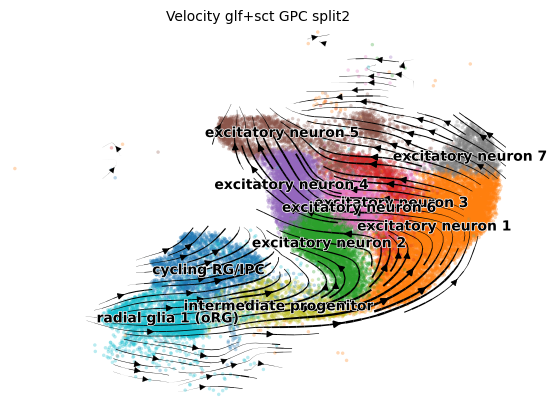 Velocity glf+sct GPC split2
excitatory neuron 5
excitatory neuron 7
excitatory neuron 4
excitatory neuron 3
excitatory neuron 6
excitatory neuron 1
excitatory neuron 2
cycling RG/IPC
intermediate progenitor
radial glia 1 (oRG)